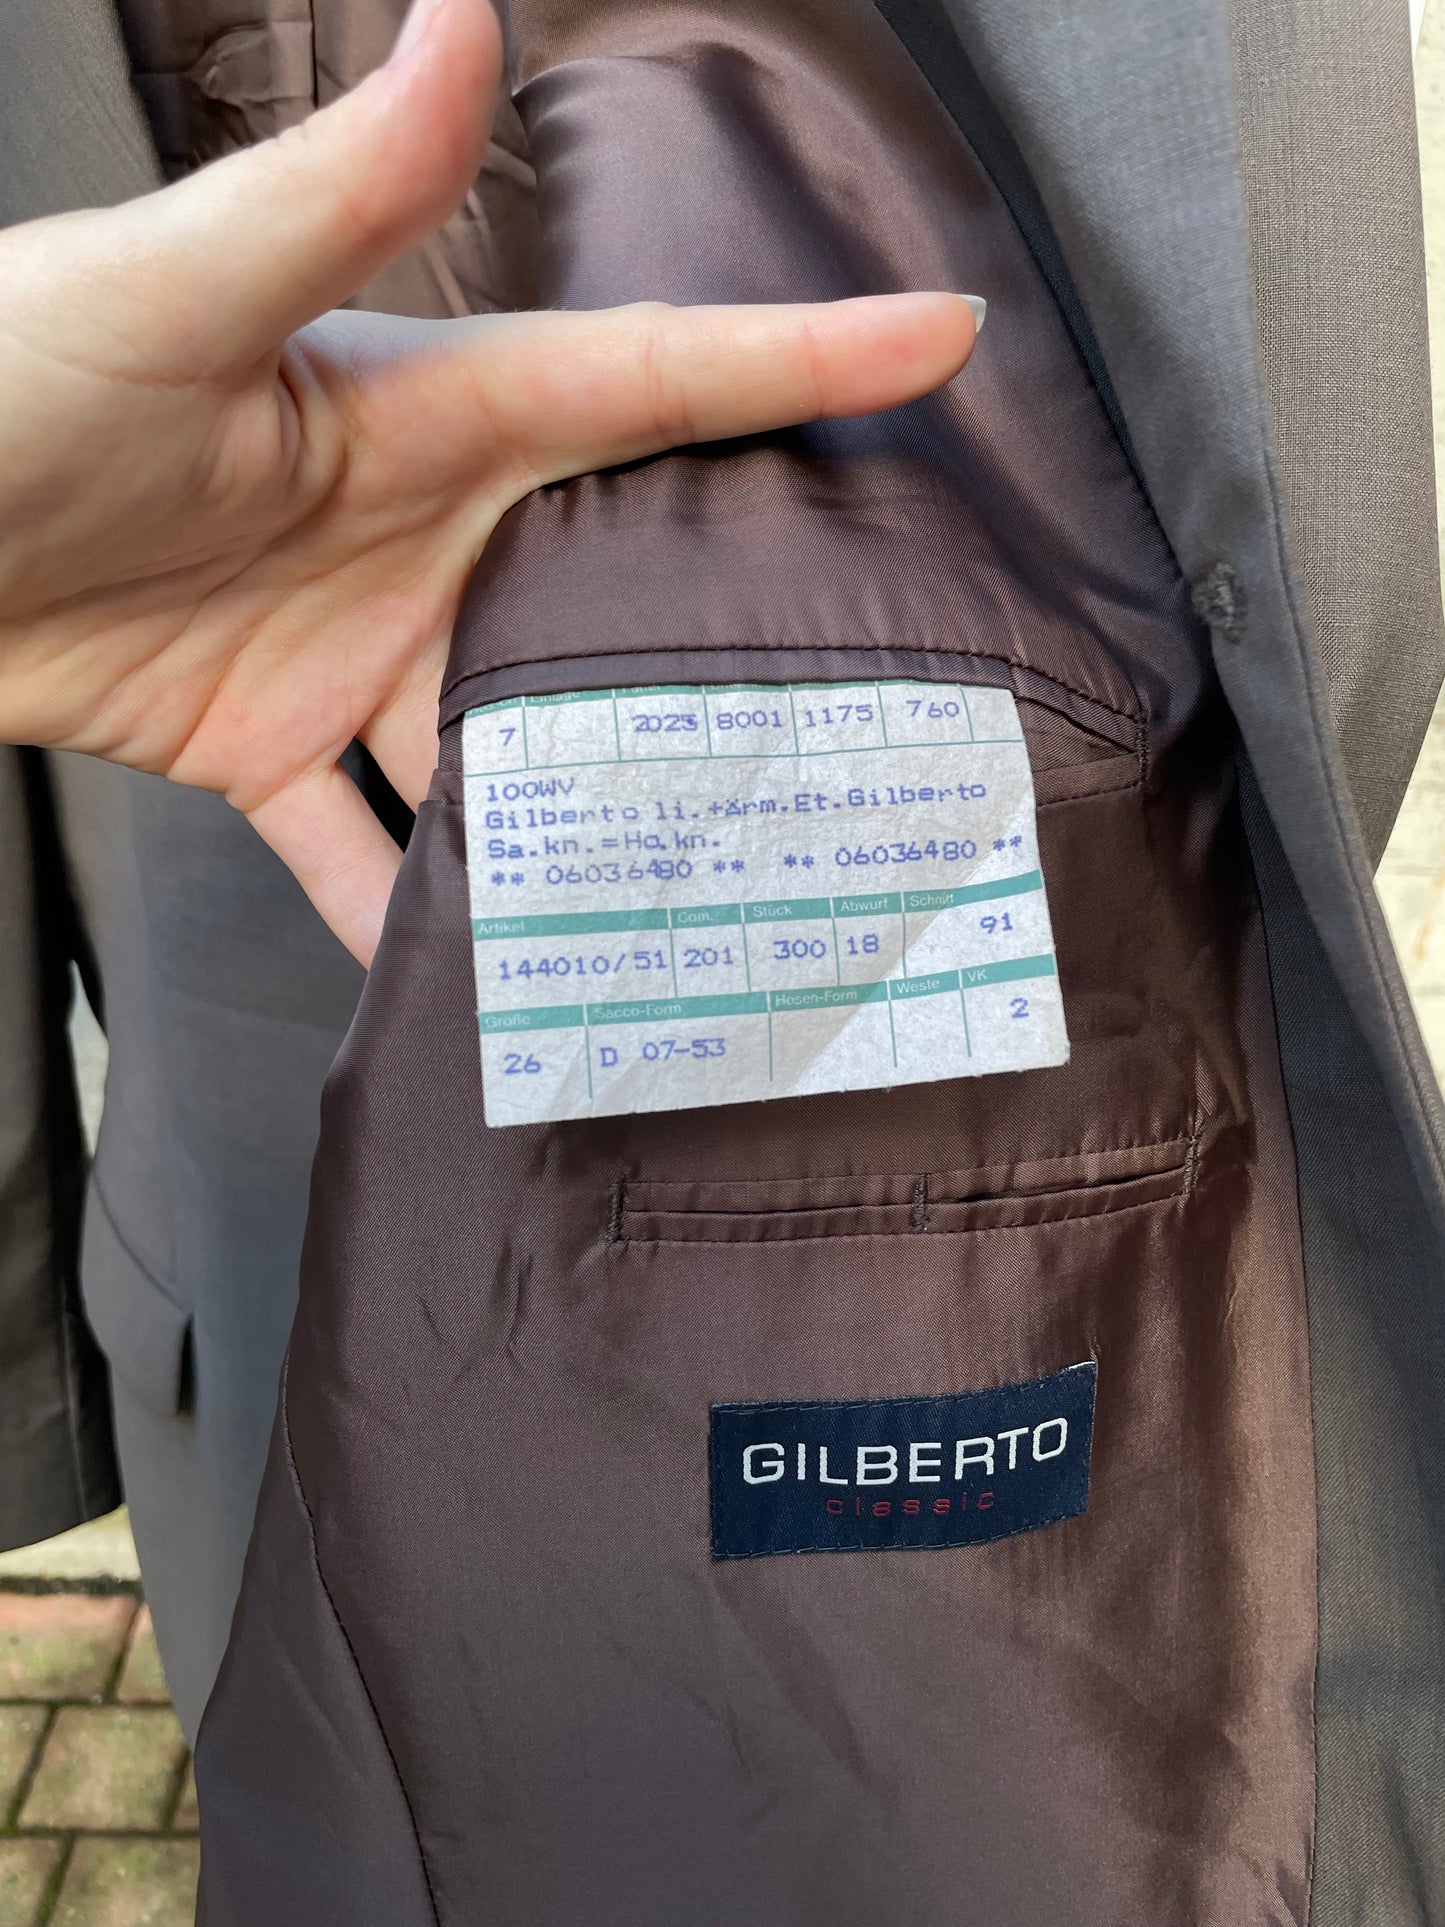 Einlage
7 2025 8001 1175 760
100WV
Gilberto li.+Ärm.Et.Gilberto
Sa.kn.=Ho.kn.
** 06036480 ** ** 06036480 **
Artikel Com. Stück Abwurf Schnitt
144010/51 201 300 18 91
Größe Sacco-Form Hosen-Form Weste VK
26 D 07-53 2
GILBERTO
classic